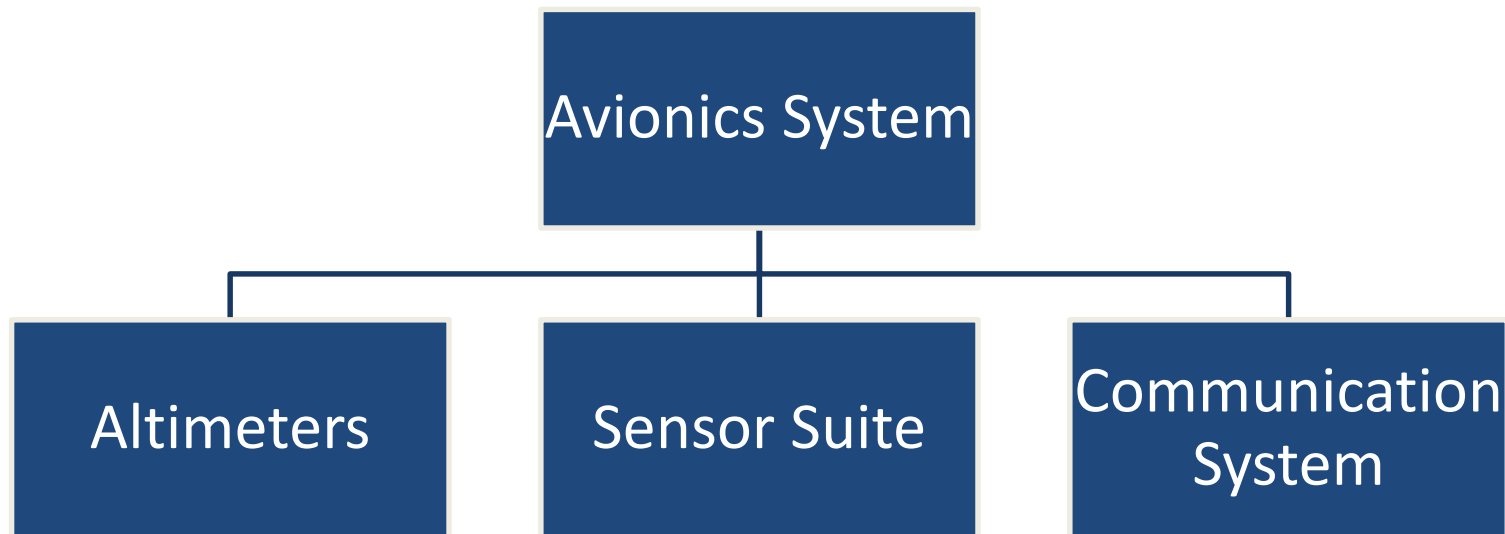 Avionics System
Altimeters
Sensor Suite
Communication
System